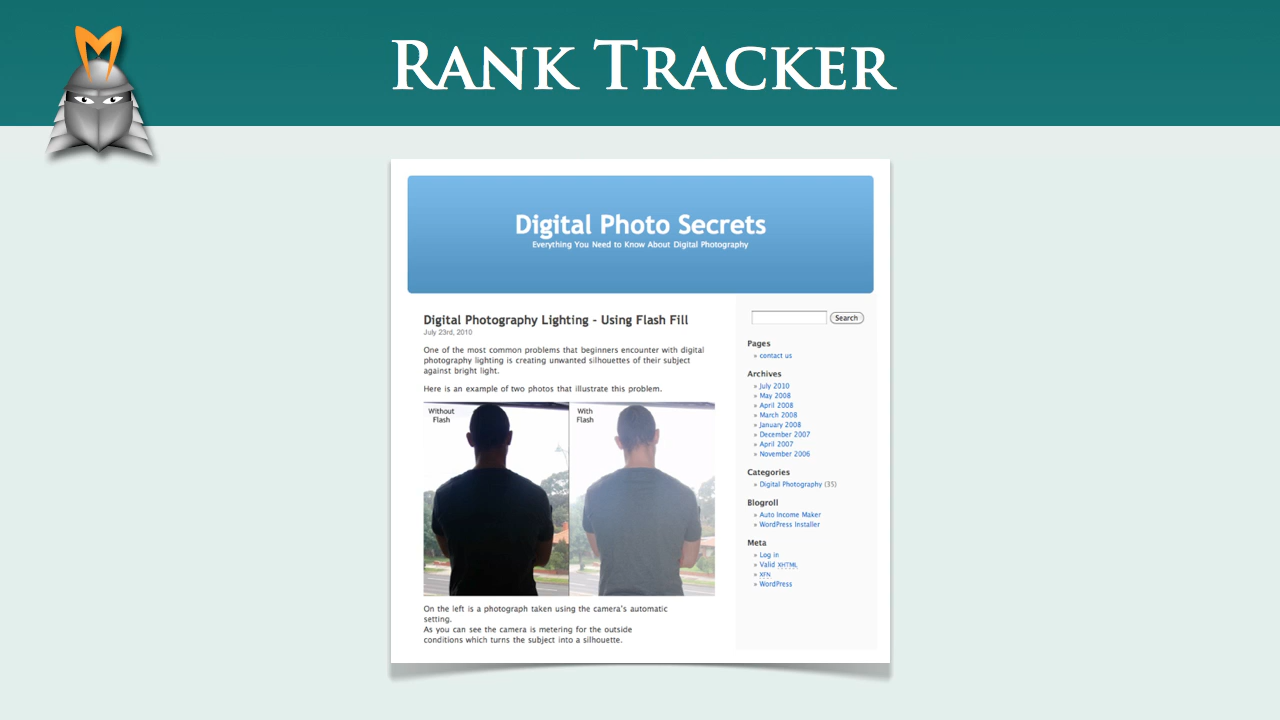 RANK TRACKER
Digital Photo Secrets
Everything You Need to Know About Digital Photography
Digital Photography Lighting - Using Flash Fill
July 23rd, 2010
One of the most common problems that beginners encounter with digital
photography lighting is creating unwanted silhouettes of their subject
against bright light.
Here is an example of two photos that illustrate this problem.
Without
Flash
With
Flash
On the left is a photograph taken using the camera's automatic
setting.
As you can see the camera is metering for the outside
conditions which turns the subject into a silhouette.
Search
Pages
» contact us
Archives
» July 2010
» May 2008
» April 2008
» March 2008
» January 2008
» December 2007
» April 2007
» November 2006
Categories
» Digital Photography (35)
Blogroll
» Auto Income Maker
» WordPress Installer
Meta
» Log in
» Valid XHTML
» XFN
» WordPress